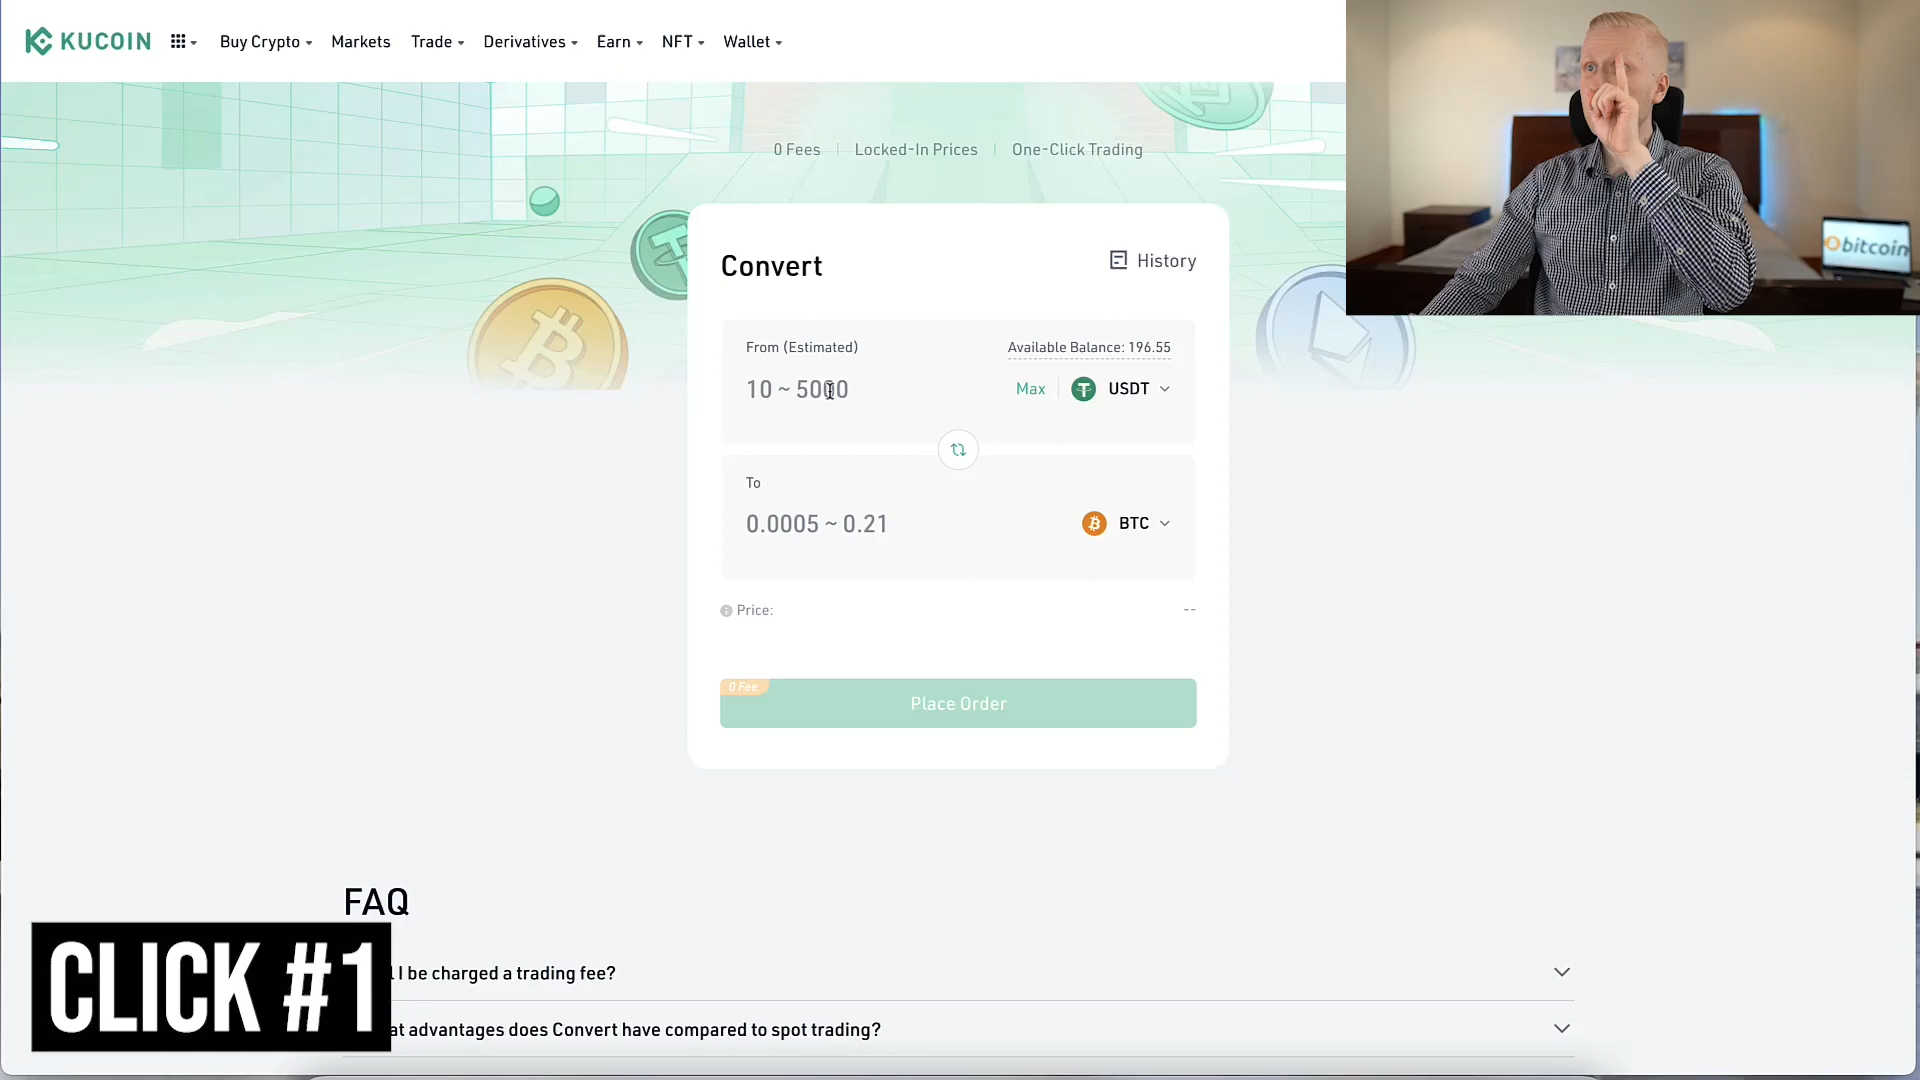 KUCOIN
Buy Crypto
Markets
Trade
Derivatives
Earn
NFT
Wallet
0 Fees
Locked-In Prices
One-Click Trading
Convert
History
From (Estimated)
Available Balance: 196.55
10 ~ 5000
Max
USDT
To
0.0005 ~ 0.21
BTC
Price:
--
0 Fee
Place Order
bitcoin
FAQ
CLICK #1
I be charged a trading fee?
advantages does Convert have compared to spot trading?